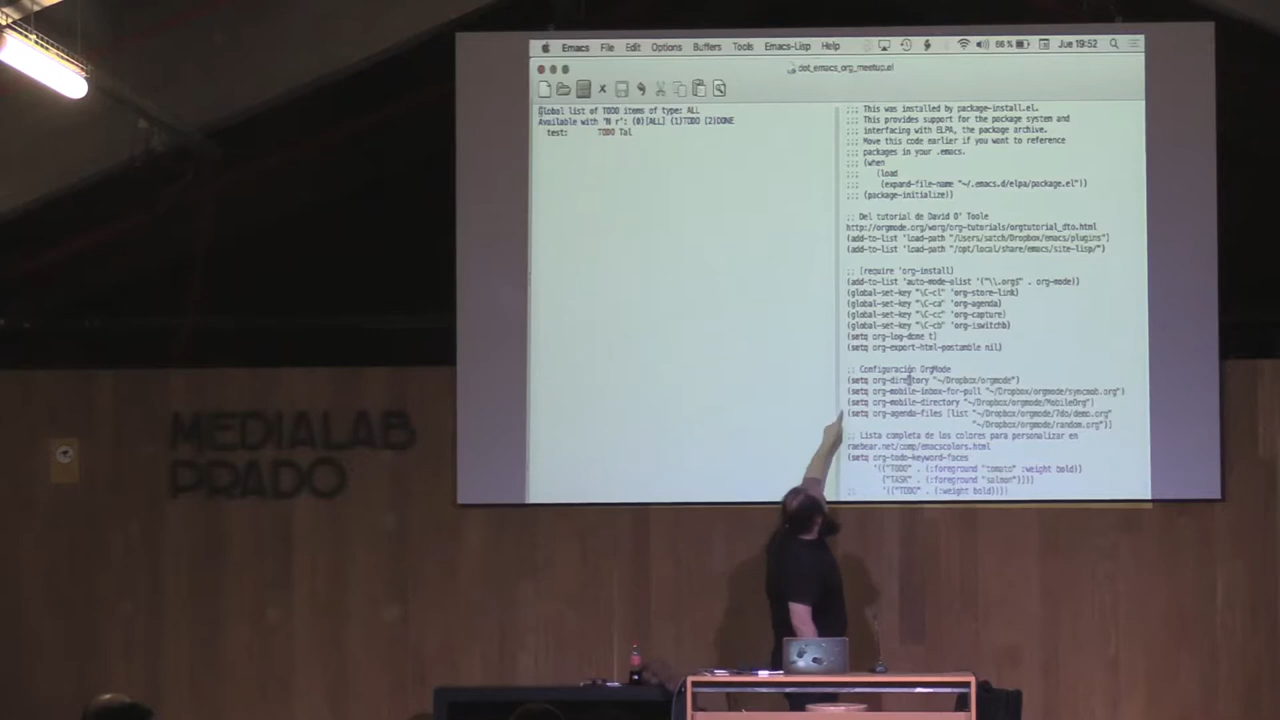 Emacs File Edit Options Buffers Tools Emacs-Lisp Help
86% Jue 19:52
dot_emacs_org_meetup.el
Global list of TODO items of type: ALL
Available with 'N r': (0)[ALL] (1)TODO (2)DONE
test: TODO Tal
;;; This was installed by package-install.el.
;;; This provides support for the package system and
;;; interfacing with ELPA, the package archive.
;;; Move this code earlier if you want to reference
;;; packages in your .emacs.
;;; (when
;;; (load
;;; (expand-file-name "~/.emacs.d/elpa/package.el"))
;;; (package-initialize))
;; Del tutorial de David O' Toole
http://orgmode.org/worg/org-tutorials/orgtutorial_dto.html
(add-to-list 'load-path "/Users/satch/Dropbox/emacs/plugins")
(add-to-list 'load-path "/opt/local/share/emacs/site-lisp/")
;; (require 'org-install)
(add-to-list 'auto-mode-alist '("\\.org$" . org-mode))
(global-set-key "\C-cl" 'org-store-link)
(global-set-key "\C-ca" 'org-agenda)
(global-set-key "\C-cc" 'org-capture)
(global-set-key "\C-cb" 'org-iswitchb)
(setq org-log-done t)
(setq org-export-html-postamble nil)
;; Configuración OrgMode
(setq org-directory "~/Dropbox/orgmode")
(setq org-mobile-inbox-for-pull "~/Dropbox/orgmode/syncmob.org")
(setq org-mobile-directory "~/Dropbox/orgmode/MobileOrg")
(setq org-agenda-files (list "~/Dropbox/orgmode/7do/demo.org"
"~/Dropbox/orgmode/random.org"))
;; Lista completa de los colores para personalizar en
raebear.net/comp/emacscolors.html
(setq org-todo-keyword-faces
'(("TODO" . (:foreground "tomato" :weight bold))
("TASK" . (:foreground "salmon"))))
;; '(("TODO" . (:weight bold))))
MEDIALAB
PRADO